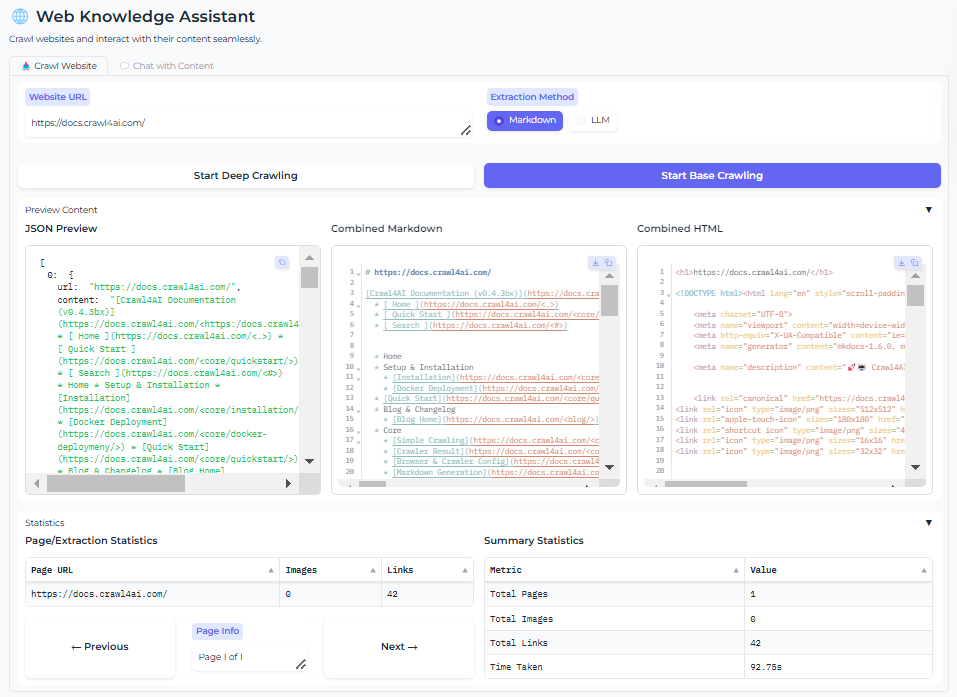 🌐 Web Knowledge Assistant
Crawl websites and interact with their content seamlessly.
Crawl Website
Chat with Content
Website URL
https://docs.crawl4ai.com/
Extraction Method
Markdown
LLM
Start Deep Crawling
Start Base Crawling
Preview Content ▼
JSON Preview
[
0: {
url: "https://docs.crawl4ai.com/",
content: "[Crawl4AI Documentation
(v0.4.3bx)]
(https://docs.crawl4ai.com/<https:/docs.crawl4
* [ Home ](https://docs.crawl4ai.com/<.>) *
[ Quick Start ]
(https://docs.crawl4ai.com/<core/quickstart/>)
* [ Search ](https://docs.crawl4ai.com/<#>)
* Home * Setup & Installation *
[Installation]
(https://docs.crawl4ai.com/<core/installation/
* [Docker Deployment]
(https://docs.crawl4ai.com/<core/docker-
deploymeny/>) * [Quick Start]
(https://docs.crawl4ai.com/<core/quickstart/>)
* Blog & Changelog * [Blog Home]
Combined Markdown
1 # https://docs.crawl4ai.com/
2
3 [Crawl4AI Documentation (v0.4.3bx)](https://docs.cra
4 * [ Home ](https://docs.crawl4ai.com/<.>)
5 * [ Quick Start ](https://docs.crawl4ai.com/<core/
6 * [ Search ](https://docs.crawl4ai.com/<#>)
7
8
9 * Home
10 * Setup & Installation
11 * [Installation](https://docs.crawl4ai.com/<core
12 * [Docker Deployment](https://docs.crawl4ai.com/
13 * [Quick Start](https://docs.crawl4ai.com/<core/qu
14 * Blog & Changelog
15 * [Blog Home](https://docs.crawl4ai.com/<blog/>)
16 * Core
17 * [Simple Crawling](https://docs.crawl4ai.com/<c
18 * [Crawler Result](https://docs.crawl4ai.com/<co
19 * [Browser & Crawler Config](https://docs.crawl4
20 * [Markdown Generation](https://docs.crawl4ai.co
Combined HTML
1 <h1>https://docs.crawl4ai.com/</h1>
2
3 <!DOCTYPE html><html lang="en" style="scroll-paddin
4
5 <meta charset="UTF-8">
6 <meta name="viewport" content="width=device-wid
7 <meta http-equiv="X-UA-Compatible" content="ie=
8 <meta name="generator" content="mkdocs-1.6.0, m
9
10 <meta name="description" content="🚀🤖 Crawl4AI
11
12
13 <link rel="canonical" href="https://docs.crawl4
14 <link rel="icon" type="image/png" sizes="512x512" h
15 <link rel="apple-touch-icon" sizes="180x180" href="
16 <link rel="shortcut icon" type="image/png" sizes="4
17 <link rel="icon" type="image/png" sizes="16x16" hre
18 <link rel="icon" type="image/png" sizes="32x32" hre
19
20
Statistics ▼
Page/Extraction Statistics
Page URL Images Links
https://docs.crawl4ai.com/ 0 42
← Previous
Page Info
Page 1 of 1
Next →
Summary Statistics
Metric Value
Total Pages 1
Total Images 0
Total Links 42
Time Taken 92.75s